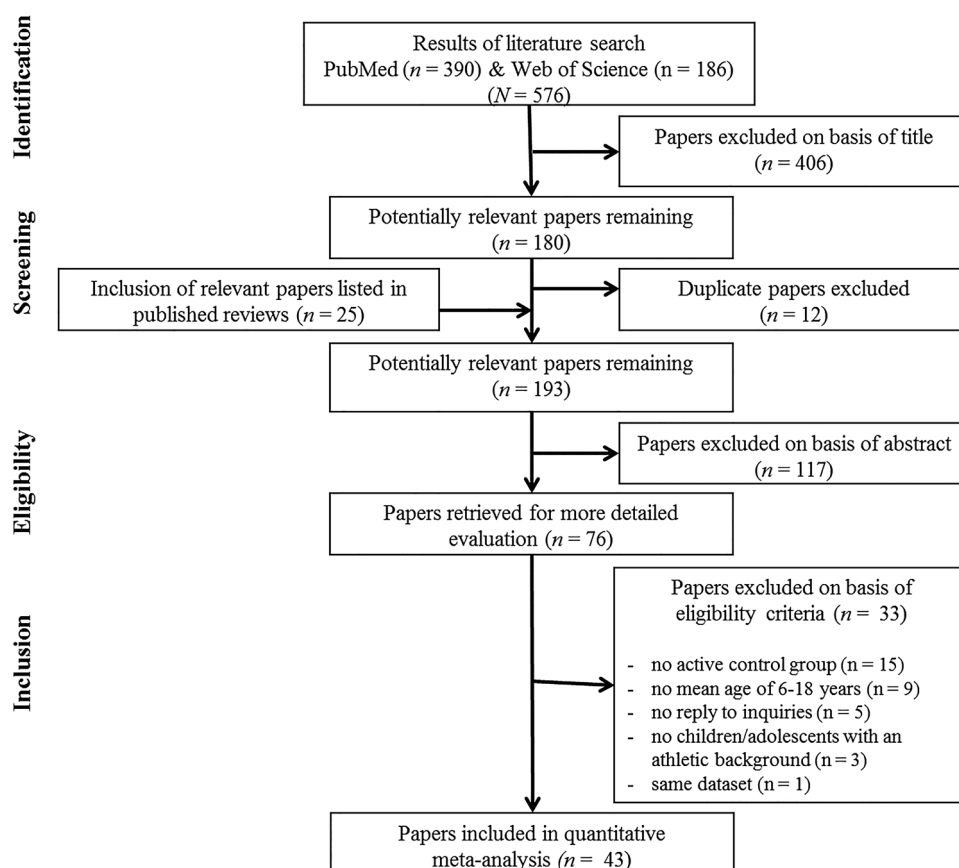 Identification
Results of literature search
PubMed (n = 390) & Web of Science (n = 186)
(N = 576)
Papers excluded on basis of title
(n = 406)
Screening
Potentially relevant papers remaining
(n = 180)
Inclusion of relevant papers listed in
published reviews (n = 25)
Duplicate papers excluded
(n = 12)
Potentially relevant papers remaining
(n = 193)
Eligibility
Papers excluded on basis of abstract
(n = 117)
Papers retrieved for more detailed
evaluation (n = 76)
Inclusion
Papers excluded on basis of
eligibility criteria (n = 33)
- no active control group (n = 15)
- no mean age of 6-18 years (n = 9)
- no reply to inquiries (n = 5)
- no children/adolescents with an
athletic background (n = 3)
- same dataset (n = 1)
Papers included in quantitative
meta-analysis (n = 43)